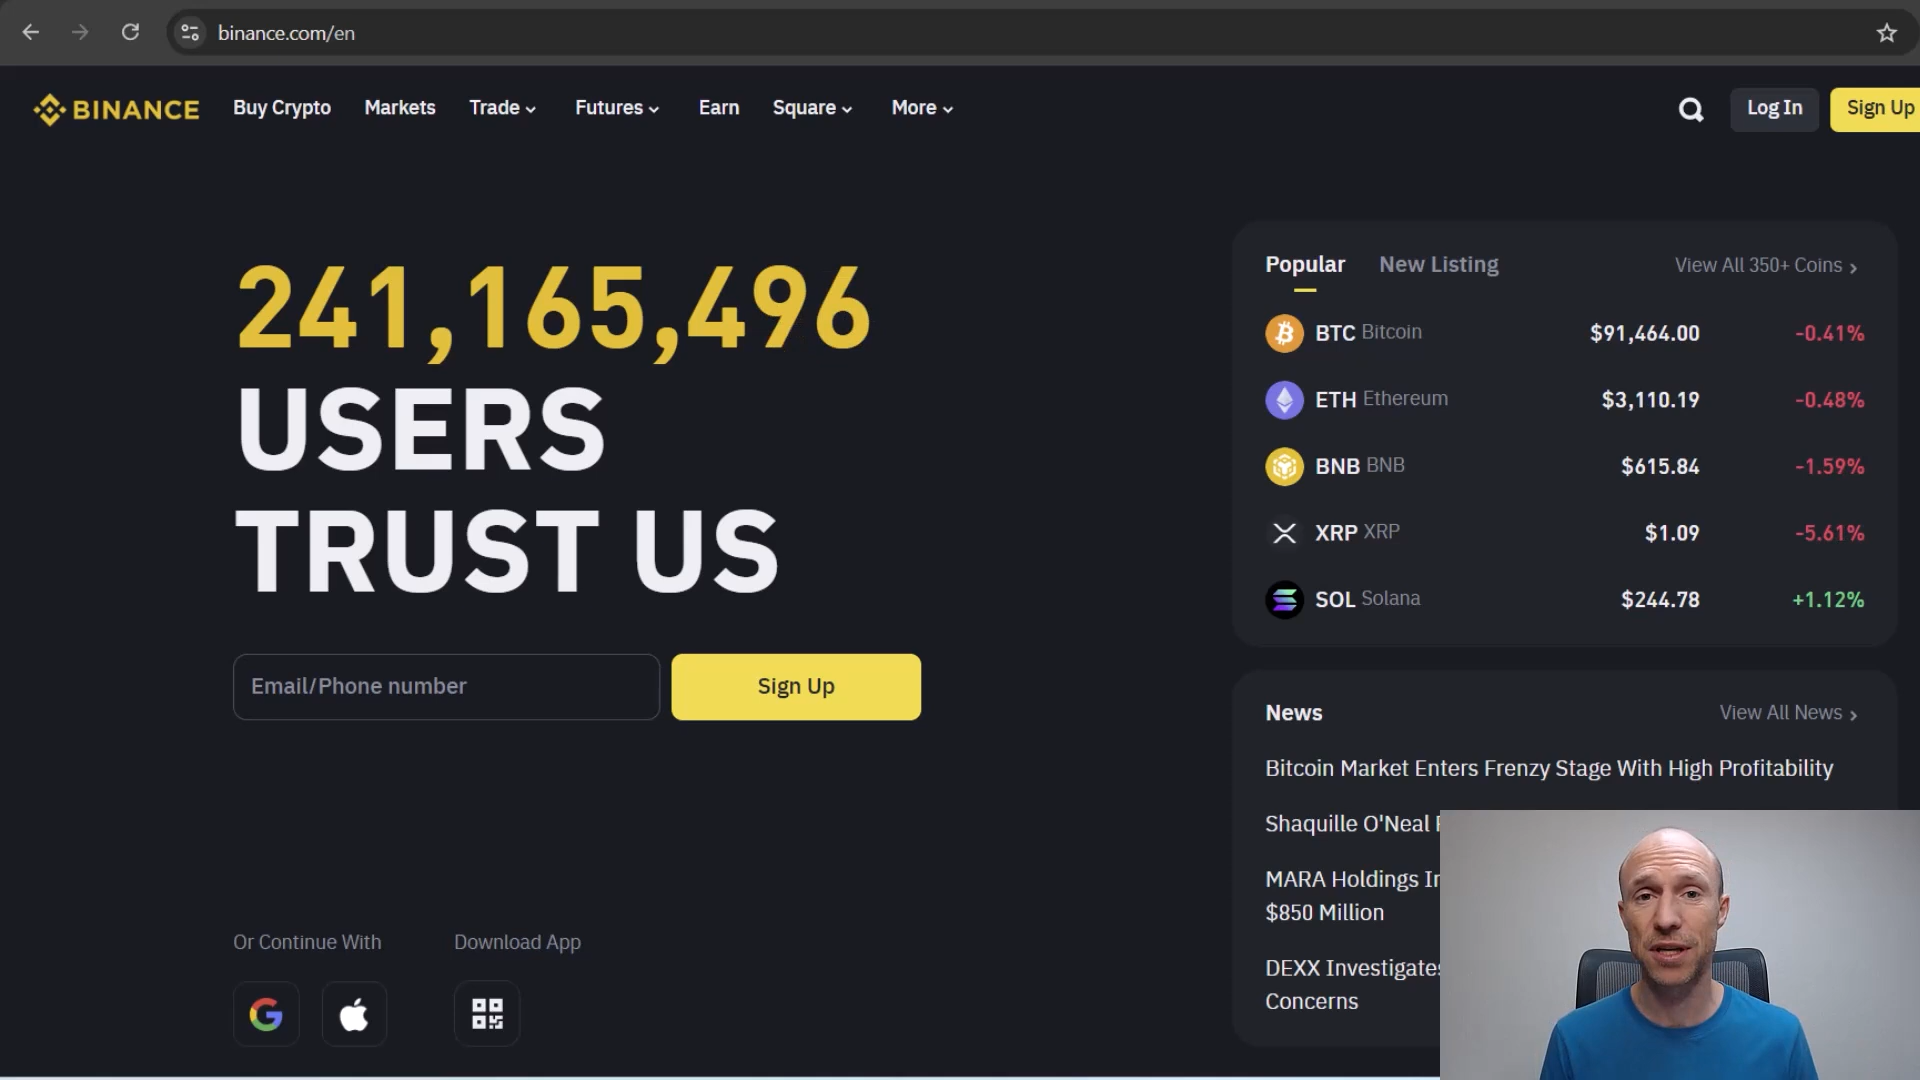 binance.com/en
BINANCE Buy Crypto Markets Trade Futures Earn Square More Log In Sign Up
241,165,496
USERS
TRUST US
Email/Phone number Sign Up
Or Continue With Download App
Popular New Listing View All 350+ Coins
BTC Bitcoin $91,464.00 -0.41%
ETH Ethereum $3,110.19 -0.48%
BNB BNB $615.84 -1.59%
XRP XRP $1.09 -5.61%
SOL Solana $244.78 +1.12%
News View All News
Bitcoin Market Enters Frenzy Stage With High Profitability
Shaquille O'Neal
MARA Holdings
$850 Million
DEXX Investigates
Concerns